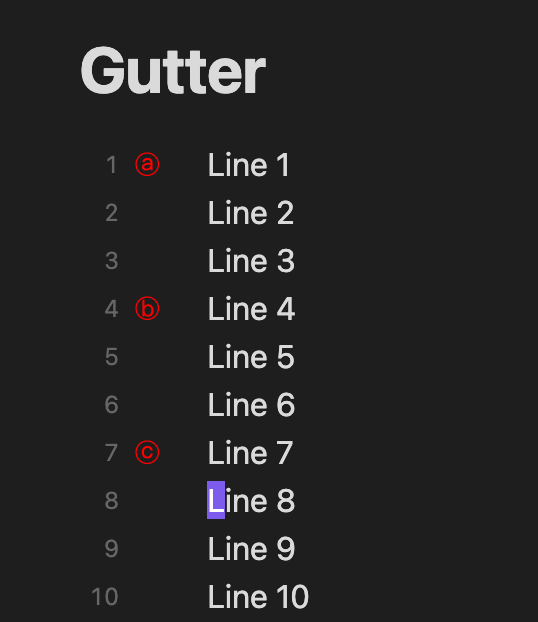 Gutter
1 ⓐ Line 1
2 Line 2
3 Line 3
4 ⓑ Line 4
5 Line 5
6 Line 6
7 ⓒ Line 7
8 Line 8
9 Line 9
10 Line 10